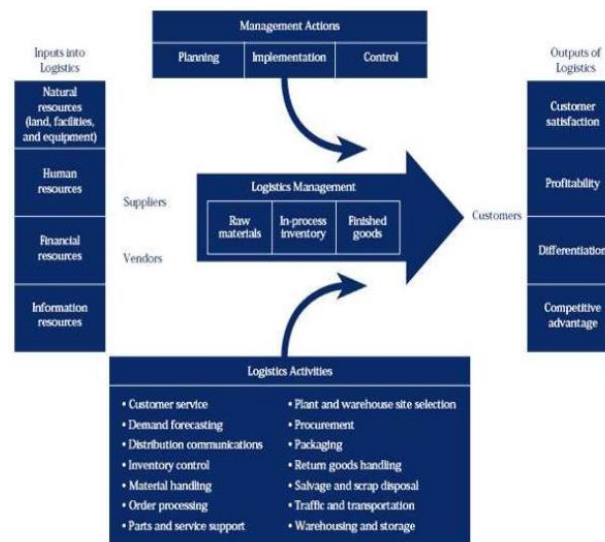 Management Actions
Planning
Implementation
Control
Inputs into
Logistics
Natural
resources
(land, facilities,
and equipment)
Human
resources
Financial
resources
Information
resources
Suppliers
Vendors
Logistics Management
Raw
materials
In-process
inventory
Finished
goods
Customers
Outputs of
Logistics
Customer
satisfaction
Profitability
Differentiation
Competitive
advantage
Logistics Activities
• Customer service
• Demand forecasting
• Distribution communications
• Inventory control
• Material handling
• Order processing
• Parts and service support
• Plant and warehouse site selection
• Procurement
• Packaging
• Return goods handling
• Salvage and scrap disposal
• Traffic and transportation
• Warehousing and storage